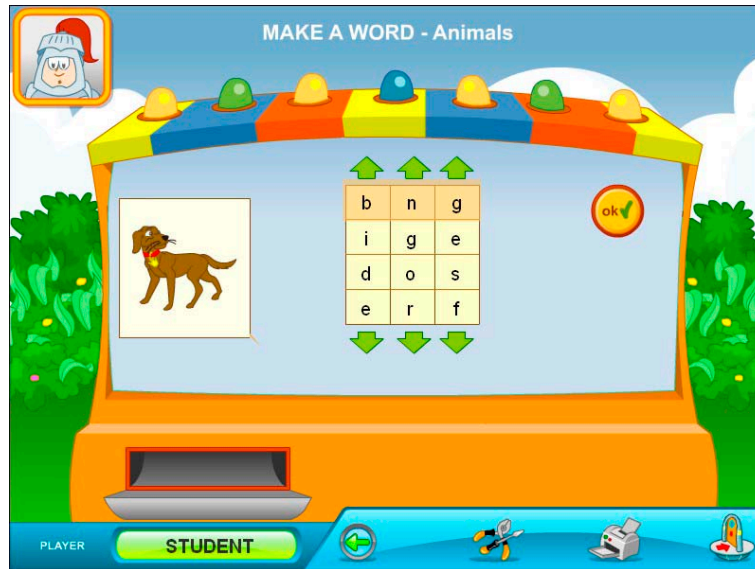 MAKE A WORD - Animals
b n g
i g e
d o s
e r f
ok
PLAYER STUDENT